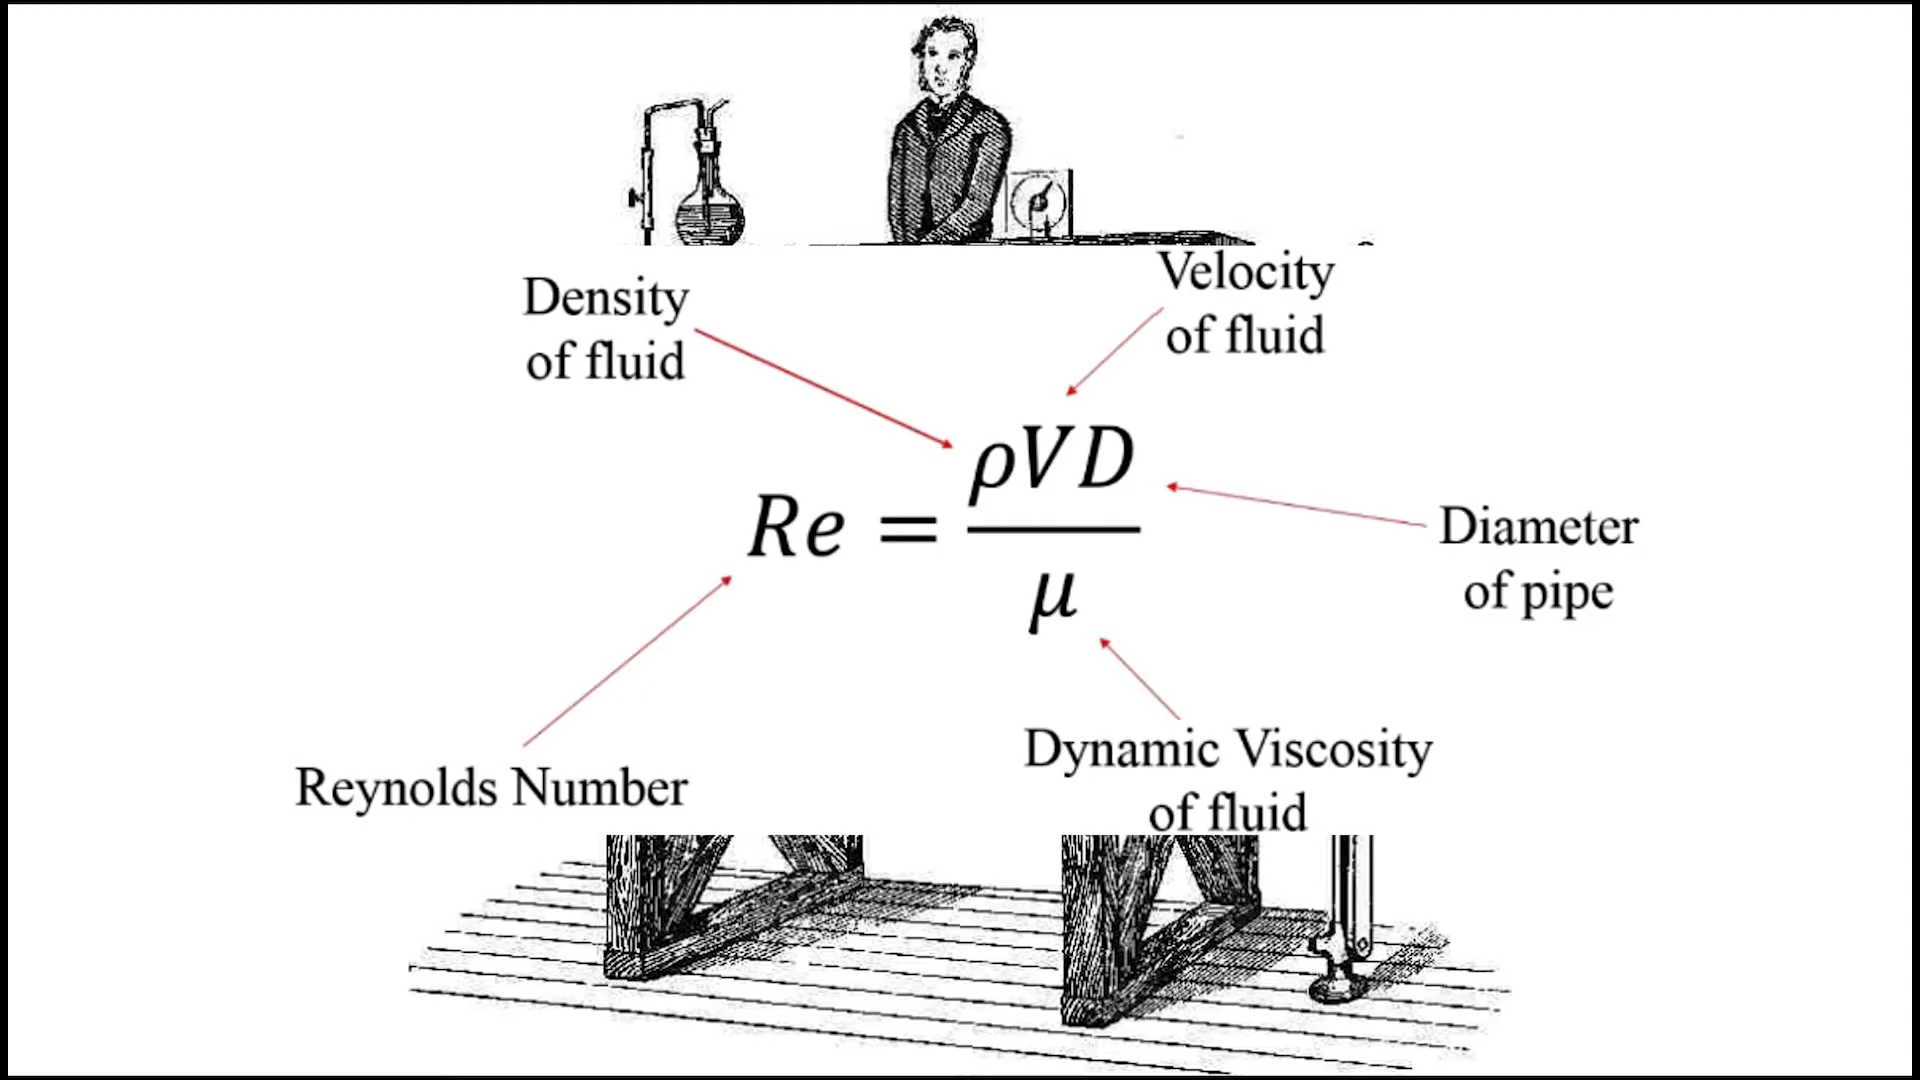 Density
of fluid
Velocity
of fluid
Re = ρVD / μ
Diameter
of pipe
Reynolds Number
Dynamic Viscosity
of fluid